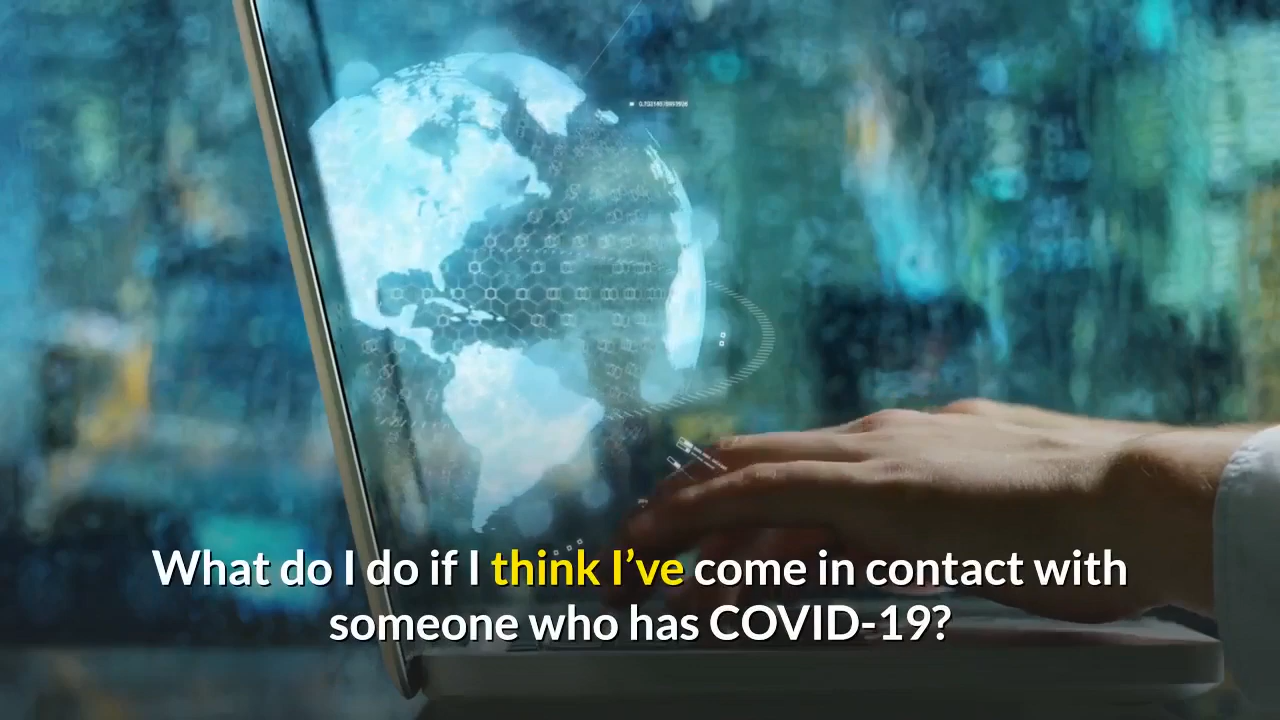 What do I do if I think I’ve come in contact with
someone who has COVID-19?